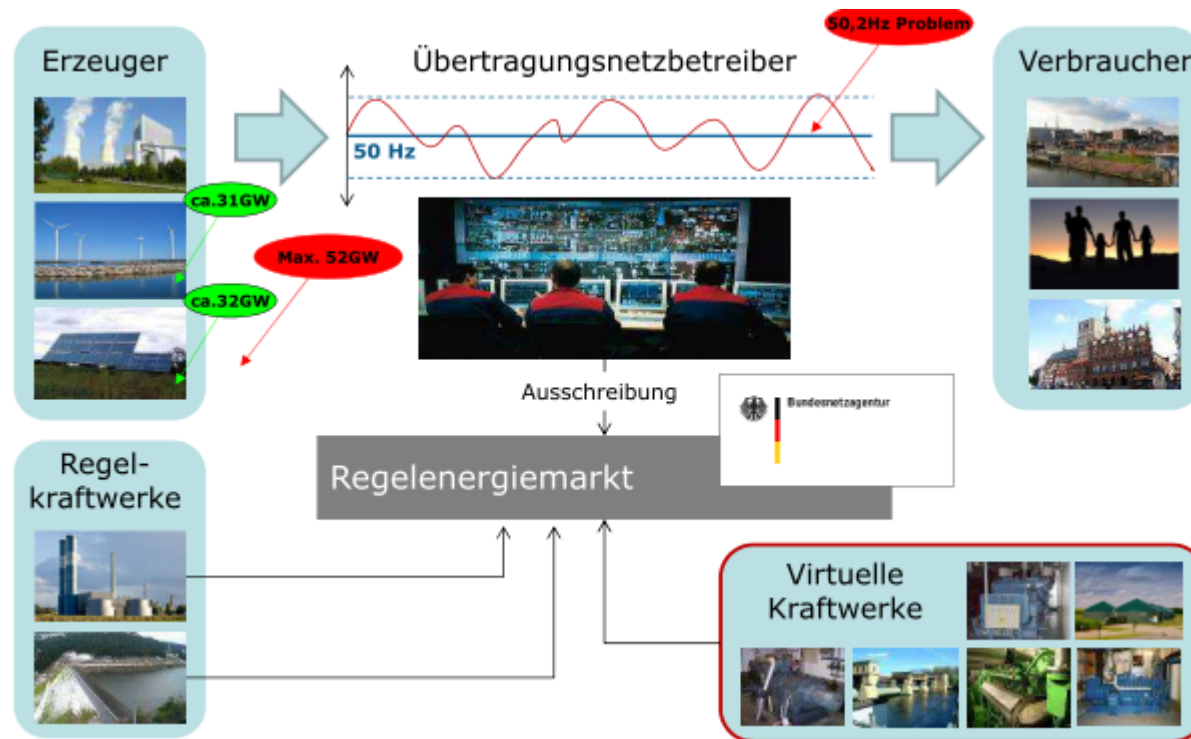 50,2Hz Problem
Erzeuger
Übertragungsnetzbetreiber
Verbraucher
50 Hz
ca.31GW
Max. 52GW
ca.32GW
Ausschreibung
Bundesnetzagentur
Regelenergiemarkt
Regel-
kraftwerke
Virtuelle
Kraftwerke